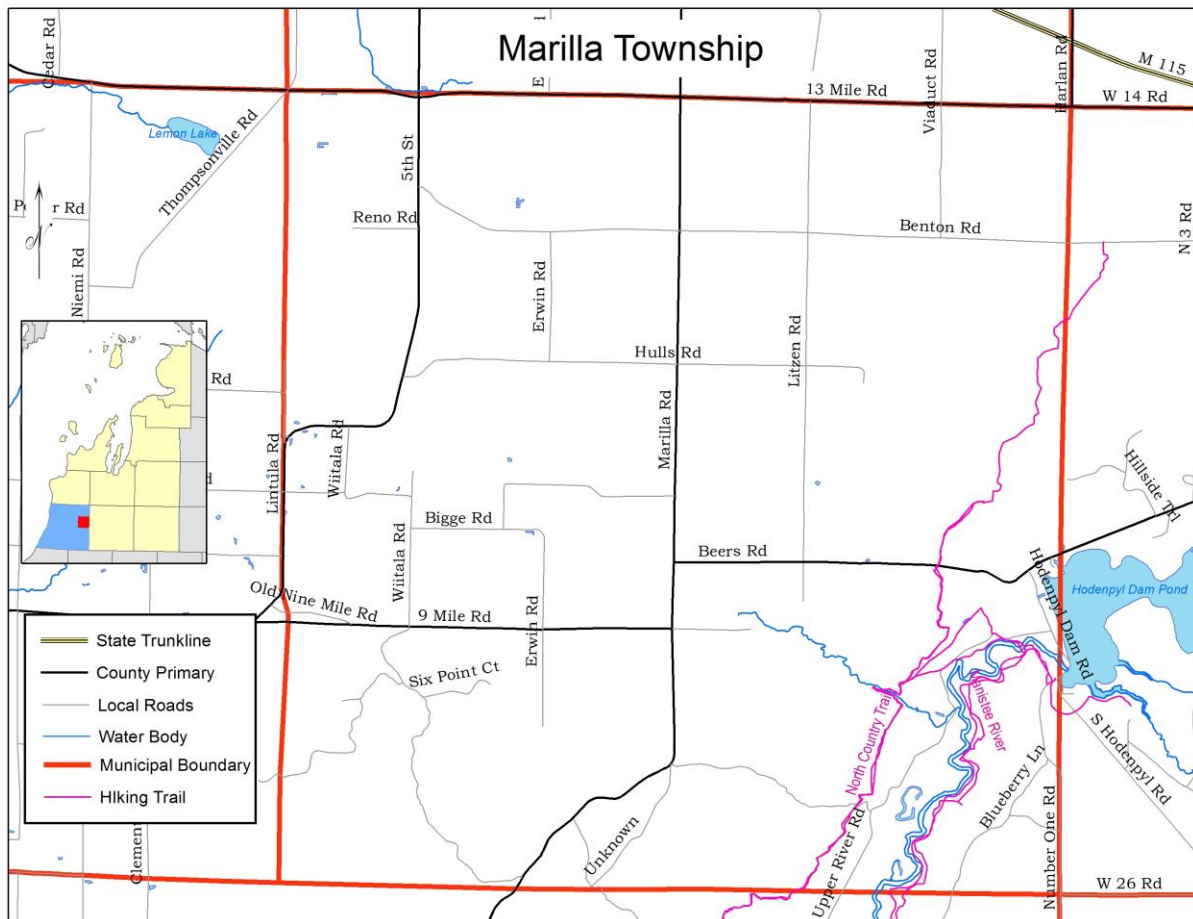 Marilla Township
Cedar Rd
M 115
13 Mile Rd
Viaduct Rd
Harlan Rd
W 14 Rd
Lemon Lake
Thompsonville Rd
5th St
Reno Rd
Benton Rd
N 3 Rd
Rd
Niemi Rd
Erwin Rd
Hulls Rd
Litzen Rd
Rd
Marilla Rd
Lintula Rd
Wiitala Rd
Hillside Trl
Bigge Rd
Wiitala Rd
Beers Rd
Hodenpyl Dam Pond
Hodenpyl Dam Rd
Old Nine Mile Rd
9 Mile Rd
Erwin Rd
Six Point Ct
North Country Trail
Manistee River
S Hodenpyl Rd
Blueberry Ln
Number One Rd
Upper River Rd
Unknown
W 26 Rd
State Trunkline
County Primary
Local Roads
Water Body
Municipal Boundary
HIking Trail